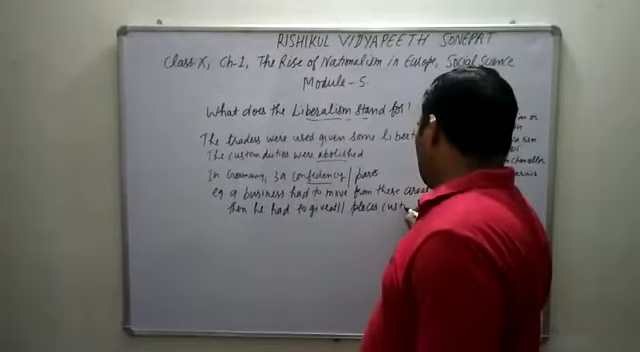 RISHIKUL VIDYAPEETH SONEPAT
Class X, Ch-1, The Rise of Nationalism in Europe, Social Science
Module - 5.
What does the Liberalism stand for?
The traders were used given some libert
The custom duties were abolished
In Germany, 39 confedency / parts
eg a business had to move from these areas
then he had to give all places cust